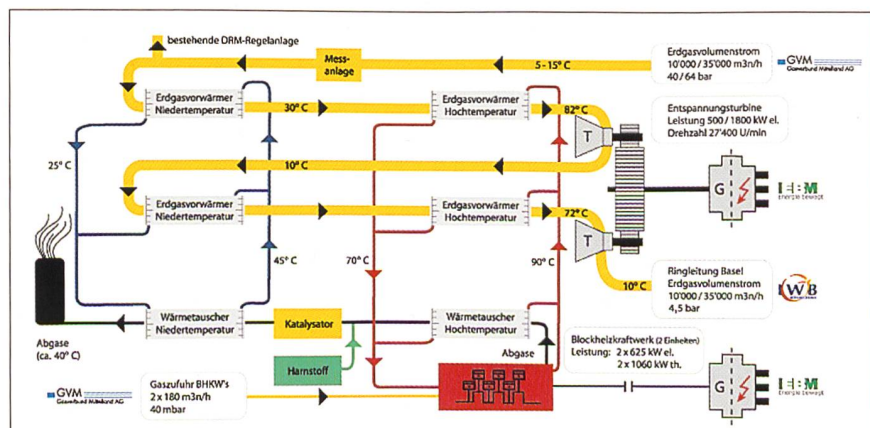 bestehende DRM-Regelanlage
Mess-
anlage
5 - 15° C
Erdgasvolumenstrom
10'000 / 35'000 m3n/h
40 / 64 bar
GVM
Gasverbund Mittelland AG
Erdgasvorwärmer
Niedertemperatur
30° C
Erdgasvorwärmer
Hochtemperatur
82° C
T
Entspannungsturbine
Leistung 500 / 1800 kW el.
Drehzahl 27'400 U/min
25° C
10° C
G
EBM
Energie bewegt
Erdgasvorwärmer
Niedertemperatur
Erdgasvorwärmer
Hochtemperatur
72° C
T
45° C
70° C
90° C
10° C
Ringleitung Basel
Erdgasvolumenstrom
10'000 / 35'000 m3n/h
4,5 bar
IWB
Wärmetauscher
Niedertemperatur
Katalysator
Wärmetauscher
Hochtemperatur
Abgase
(ca. 40° C)
Harnstoff
Abgase
Blockheizkraftwerk (2 Einheiten)
Leistung: 2 x 625 kW el.
2 x 1060 kW th.
GVM
Gasverbund Mittelland AG
Gaszufuhr BHKW's
2 x 180 m3n/h
40 mbar
G
EBM
Energie bewegt